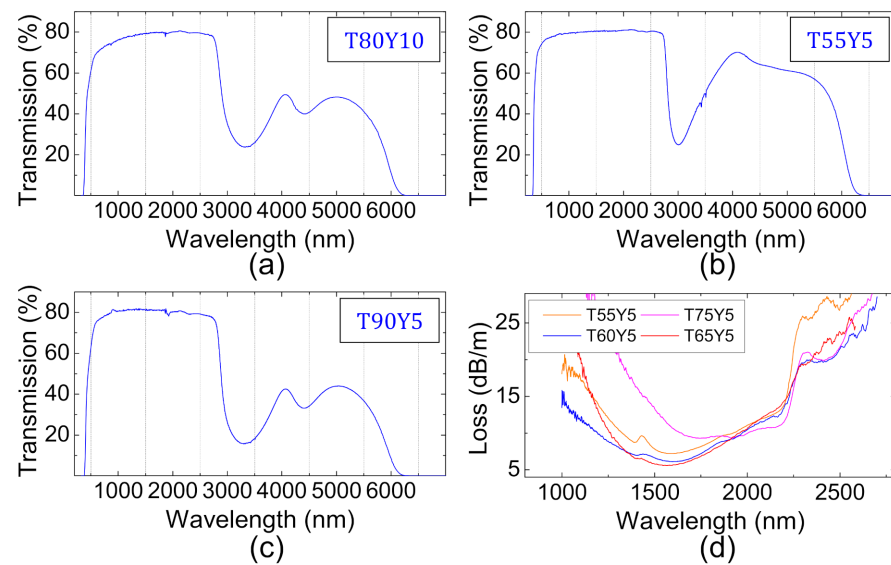 Transmission (%)
80
60
40
20
T80Y10
1000 2000 3000 4000 5000 6000
Wavelength (nm)
(a)
Transmission (%)
80
60
40
20
T55Y5
1000 2000 3000 4000 5000 6000
Wavelength (nm)
(b)
Transmission (%)
80
60
40
20
T90Y5
1000 2000 3000 4000 5000 6000
Wavelength (nm)
(c)
Loss (dB/m)
25
15
5
T55Y5 T75Y5
T60Y5 T65Y5
1000 1500 2000 2500
Wavelength (nm)
(d)